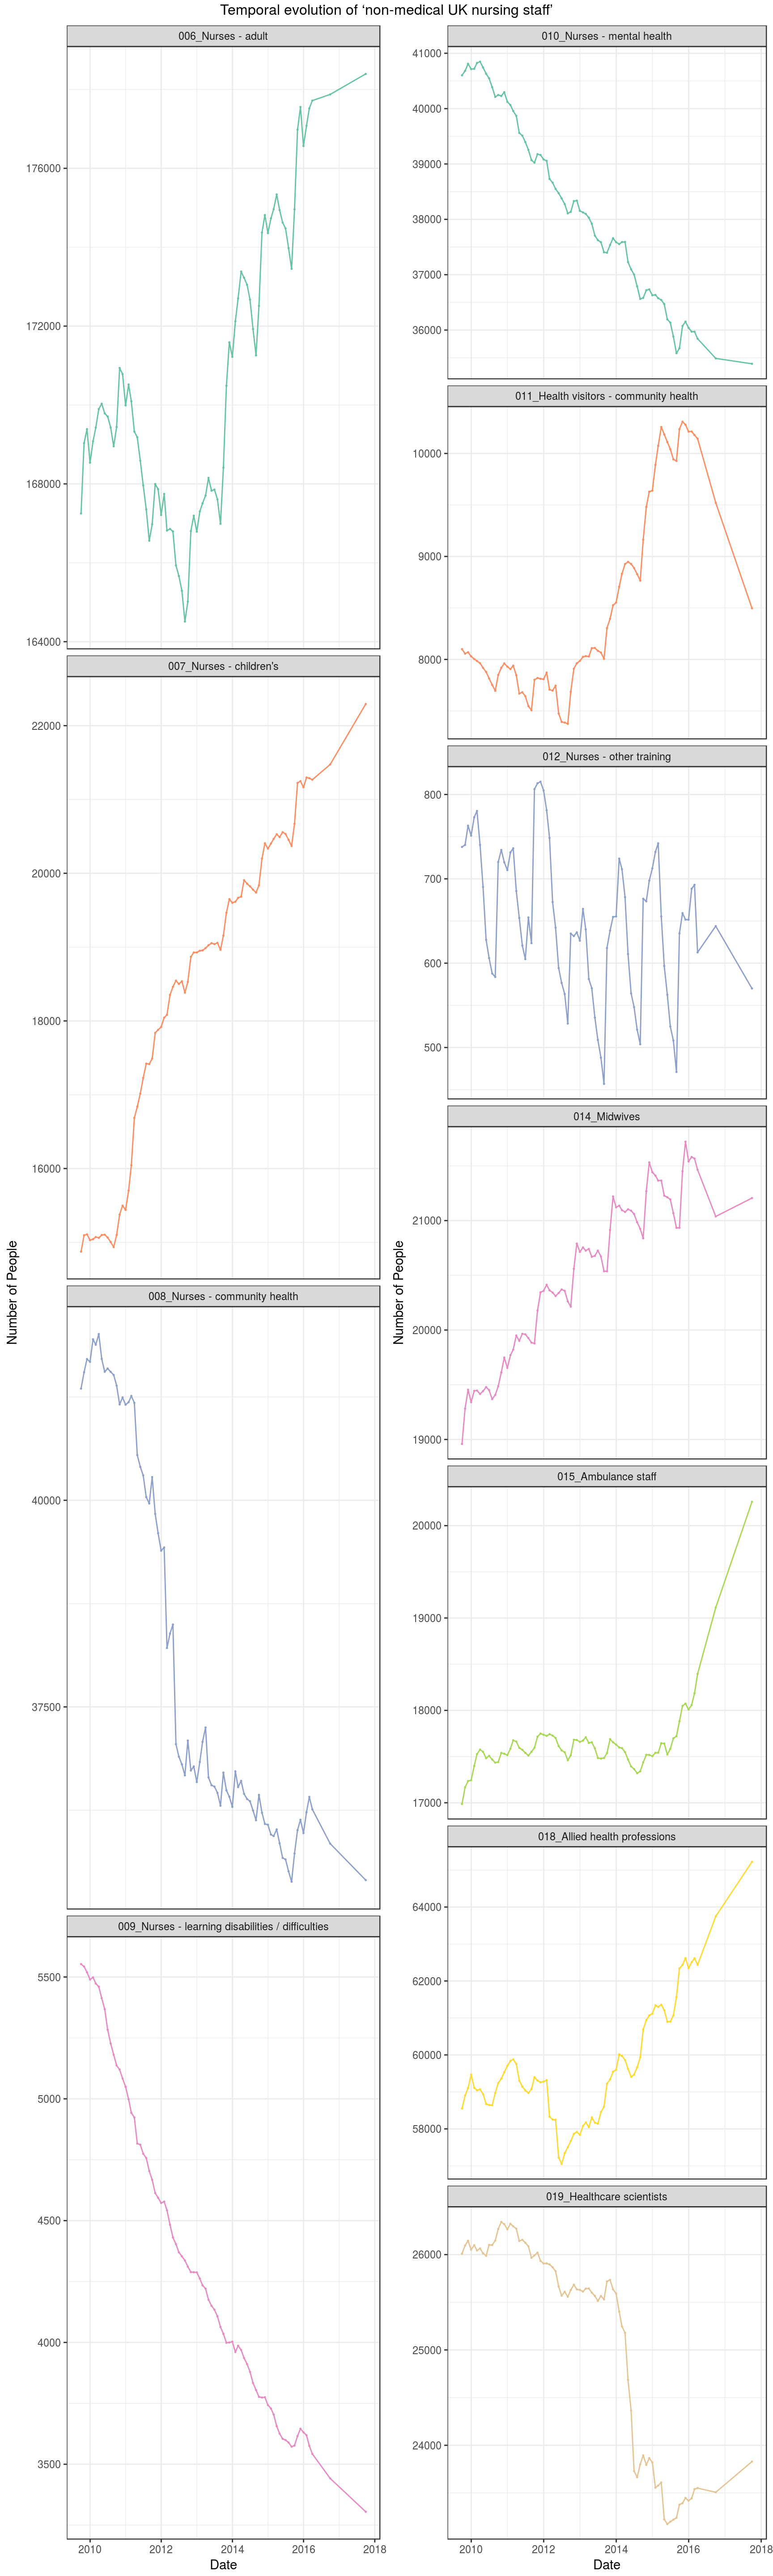 Temporal evolution of ‘non-medical UK nursing staff’
006_Nurses - adult
176000
172000
168000
164000
007_Nurses - children's
22000
20000
18000
16000
008_Nurses - community health
40000
37500
009_Nurses - learning disabilities / difficulties
5500
5000
4500
4000
3500
2010 2012 2014 2016 2018
Date
Number of People
010_Nurses - mental health
41000
40000
39000
38000
37000
36000
011_Health visitors - community health
10000
9000
8000
012_Nurses - other training
800
700
600
500
014_Midwives
21000
20000
19000
015_Ambulance staff
20000
19000
18000
17000
018_Allied health professions
64000
62000
60000
58000
019_Healthcare scientists
26000
25000
24000
2010 2012 2014 2016 2018
Date
Number of People